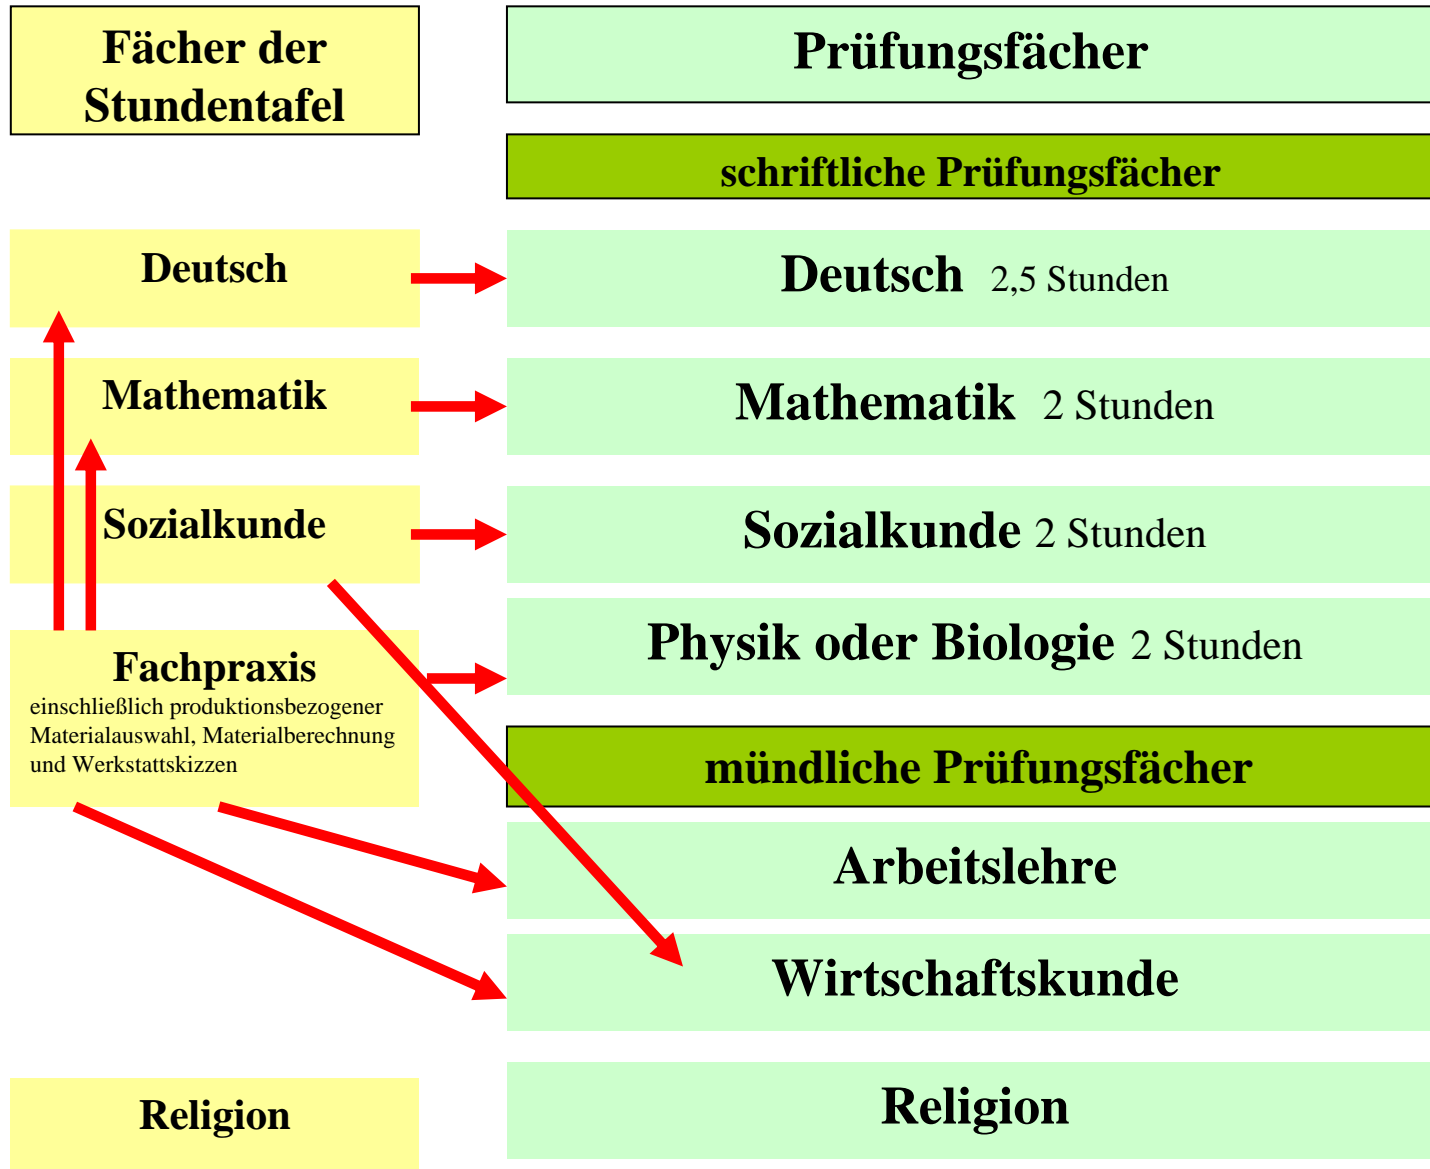 Fächer der
Stundentafel
Prüfungsfächer
schriftliche Prüfungsfächer
Deutsch
Deutsch 2,5 Stunden
Mathematik
Mathematik 2 Stunden
Sozialkunde
Sozialkunde 2 Stunden
Fachpraxis
einschließlich produktionsbezogener
Materialauswahl, Materialberechnung
und Werkstattskizzen
Physik oder Biologie 2 Stunden
mündliche Prüfungsfächer
Arbeitslehre
Wirtschaftskunde
Religion
Religion